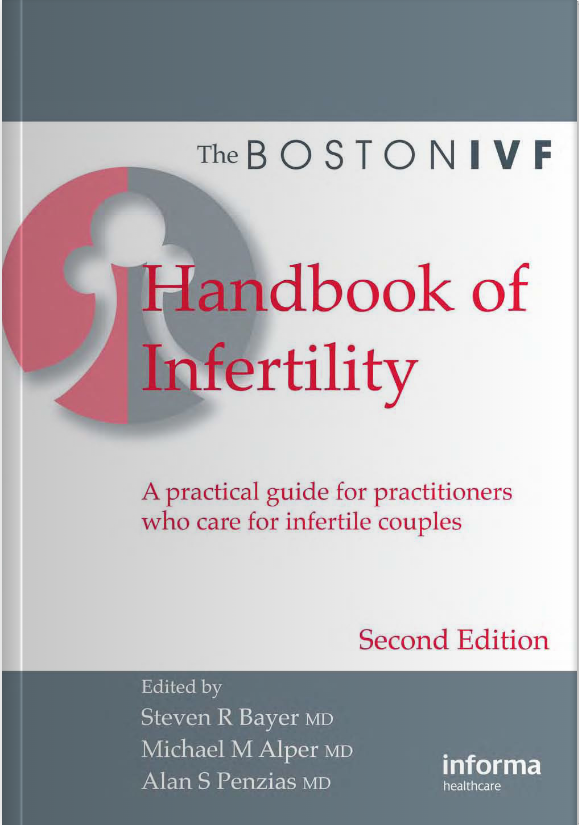 The BOSTON IVF
Handbook of
Infertility
A practical guide for practitioners
who care for infertile couples
Second Edition
Edited by
Steven R Bayer MD
Michael M Alper MD
Alan S Penzias MD
informa
healthcare